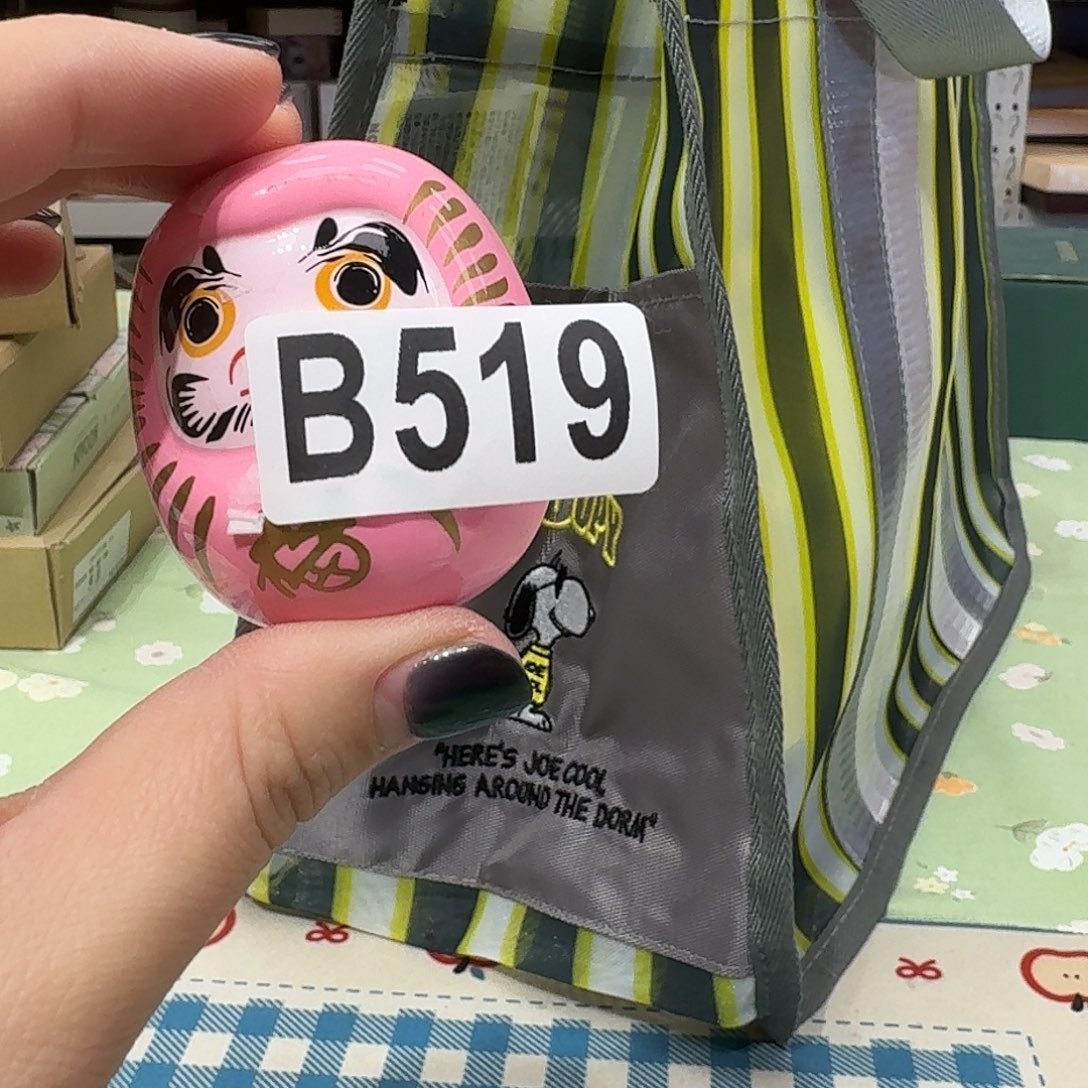 B519
"HERE'S JOE COOL
HANGING AROUND THE DORM"